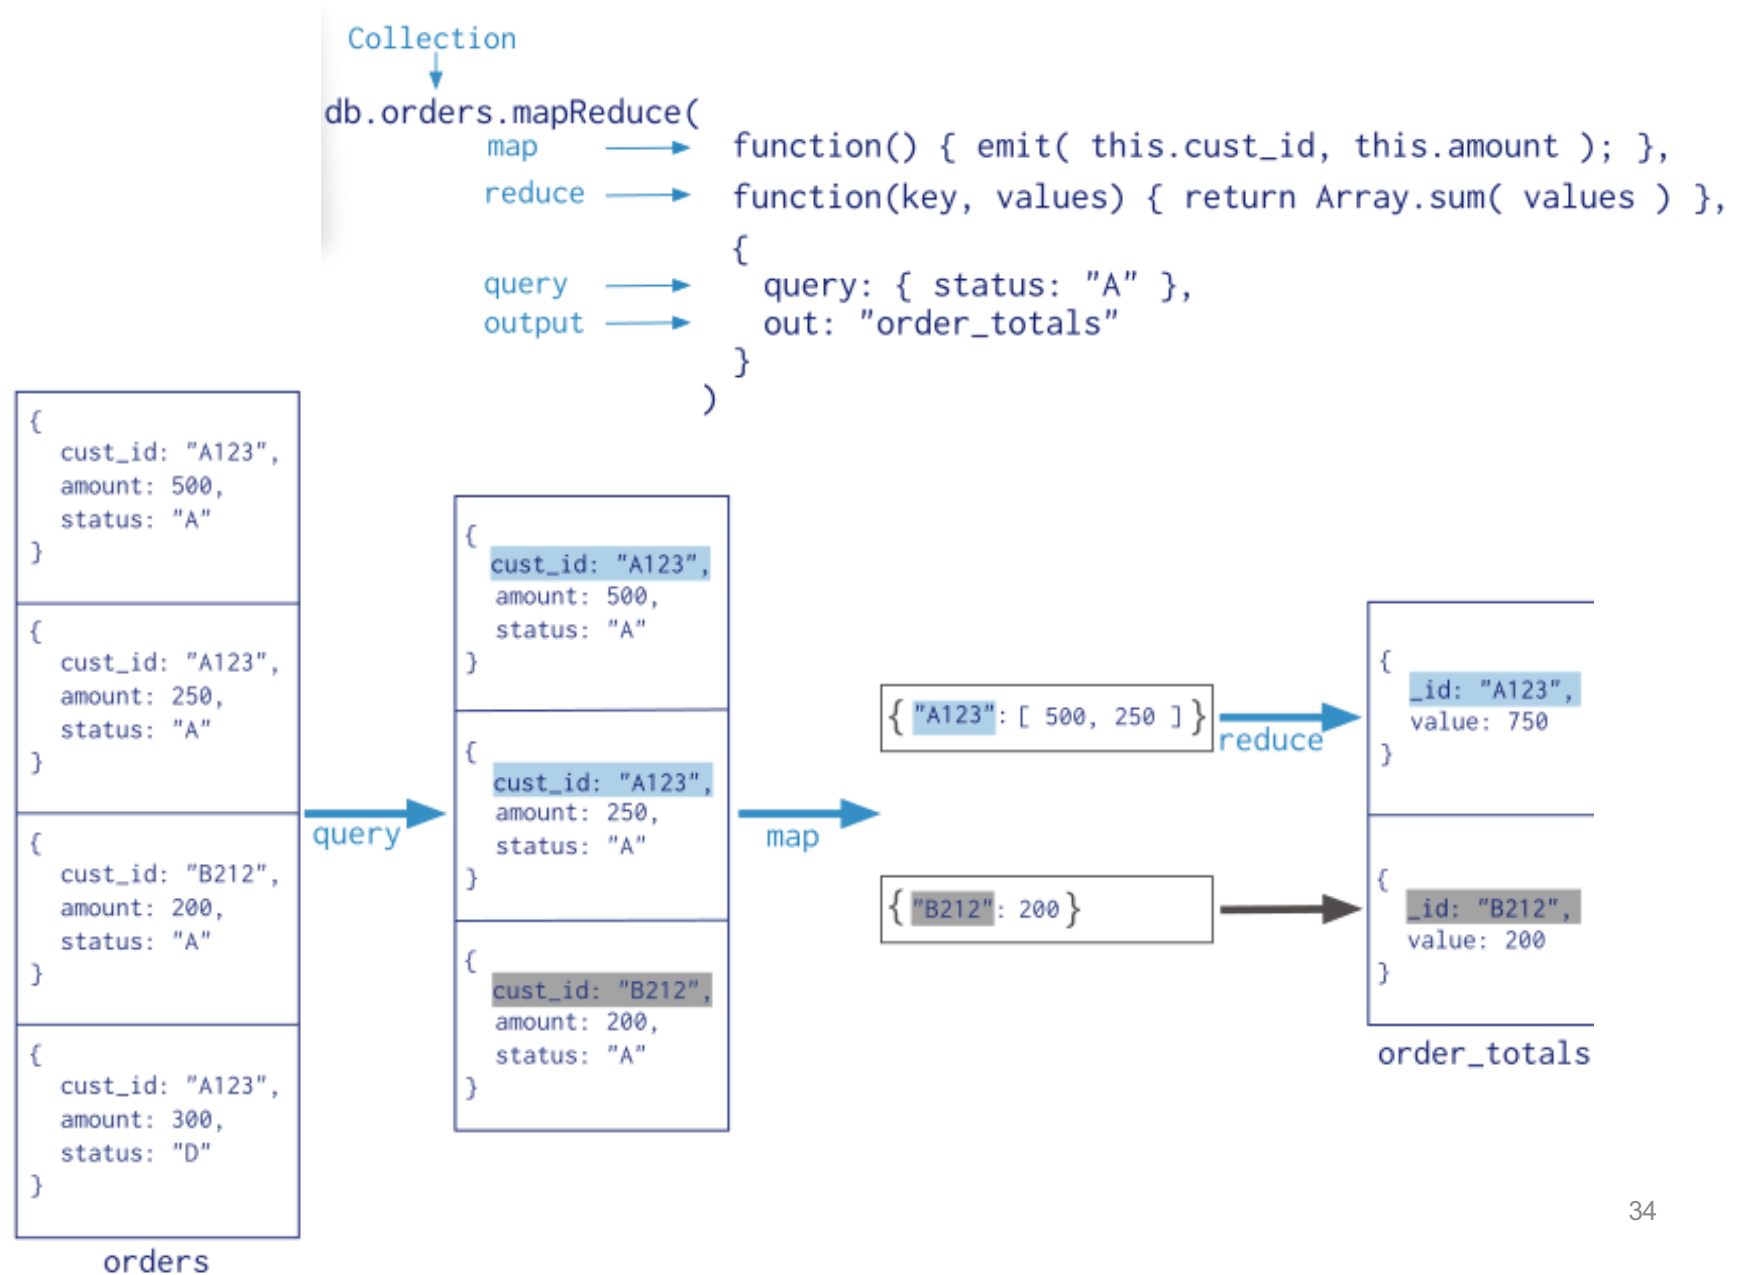 Collection
db.orders.mapReduce(
map
function() { emit( this.cust_id, this.amount ); },
reduce
function(key, values) { return Array.sum( values ) },
{
query
query: { status: "A" },
output
out: "order_totals"
}
)
{
cust_id: "A123",
amount: 500,
status: "A"
}
{
cust_id: "A123",
amount: 250,
status: "A"
}
{
cust_id: "B212",
amount: 200,
status: "A"
}
{
cust_id: "A123",
amount: 300,
status: "D"
}
orders
query
{
cust_id: "A123",
amount: 500,
status: "A"
}
{
cust_id: "A123",
amount: 250,
status: "A"
}
{
cust_id: "B212",
amount: 200,
status: "A"
}
map
{ "A123": [ 500, 250 ] }
reduce
{ "B212": 200 }
{
_id: "A123",
value: 750
}
{
_id: "B212",
value: 200
}
order_totals
34